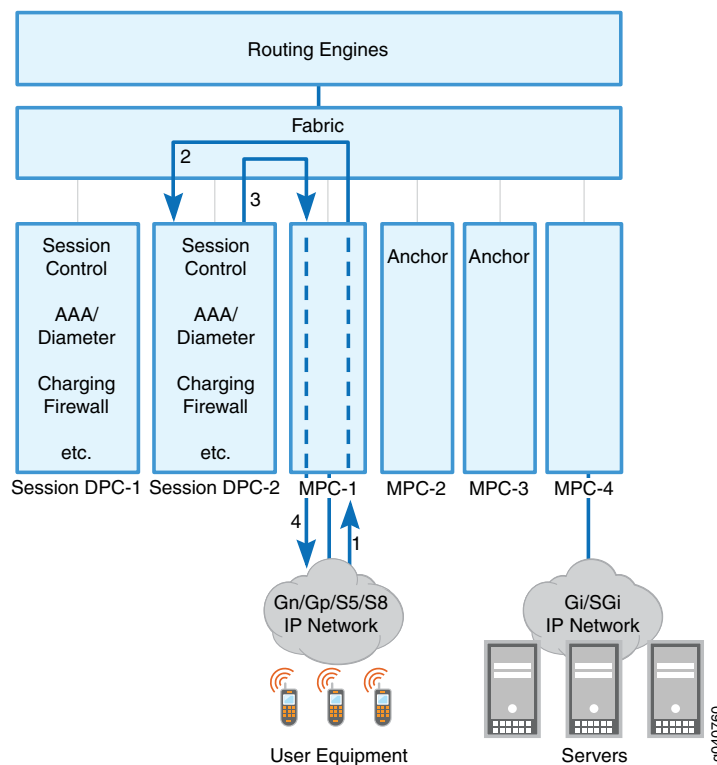 Routing Engines
Fabric
2
3
Session
Control
AAA/
Diameter
Charging
Firewall
etc.
Session
Control
AAA/
Diameter
Charging
Firewall
etc.
Anchor
Anchor
Session DPC-1
Session DPC-2
MPC-1
MPC-2
MPC-3
MPC-4
4
1
Gn/Gp/S5/S8
IP Network
Gi/SGi
IP Network
User Equipment
Servers
g040760